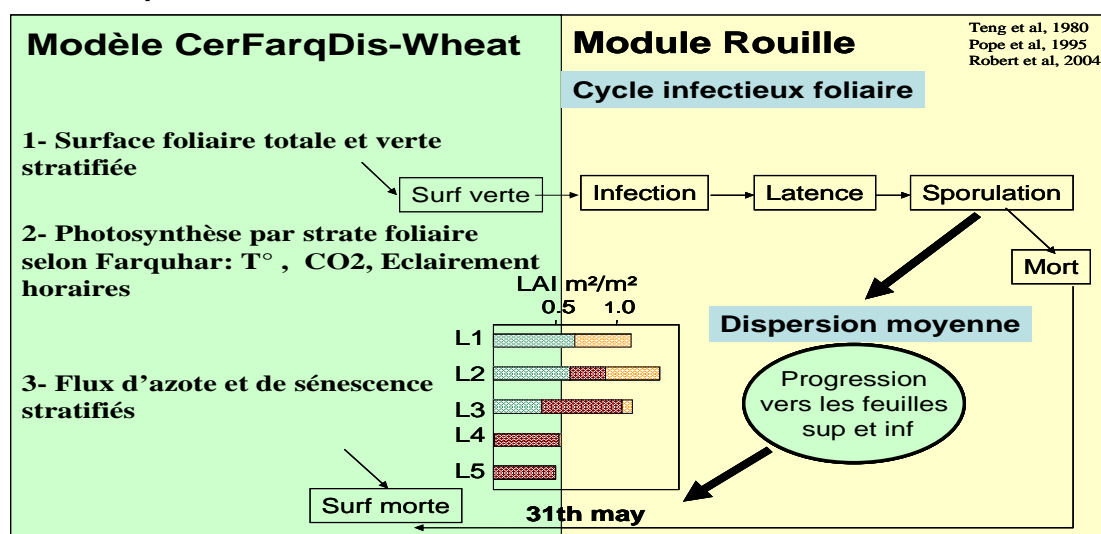 Modèle CerFarqDis-Wheat
Module Rouille
Teng et al, 1980
Pope et al, 1995
Robert et al, 2004
Cycle infectieux foliaire
1- Surface foliaire totale et verte
stratifiée
Surf verte
Infection
Latence
Sporulation
Mort
2- Photosynthèse par strate foliaire
selon Farquhar: T° , CO2, Eclairement
horaires
LAI m²/m²
0.5 1.0
L1
L2
L3
L4
L5
Dispersion moyenne
Progression
vers les feuilles
sup et inf
3- Flux d'azote et de sénescence
stratifiés
Surf morte
31th may